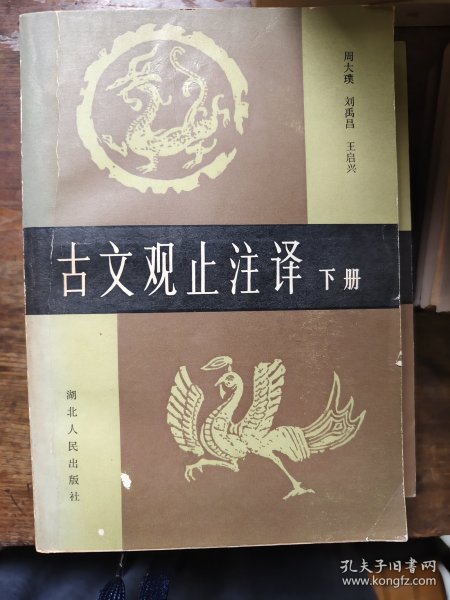 周大璞 刘禹昌 王启兴
古文观止注译 下册
湖北人民出版社
孔夫子旧书网
www.kongfz.com